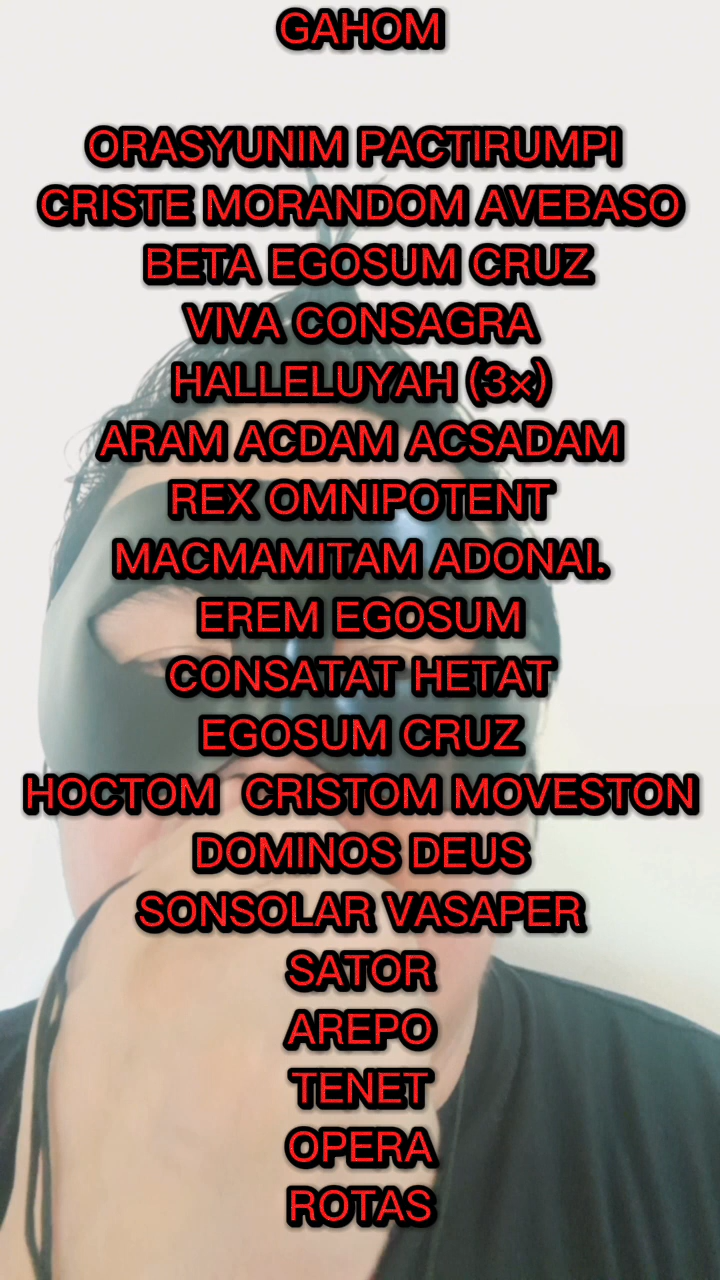 GAHOM
ORASYUNIM PACTIRUMPI
CRISTE MORANDOM AVEBASO
BETA EGOSUM CRUZ
VIVA CONSAGRA
HALLELUYAH (3×)
ARAM ACDAM ACSADAM
REX OMNIPOTENT
MACMAMITAM ADONAI.
EREM EGOSUM
CONSATAT HETAT
EGOSUM CRUZ
HOCTOM CRISTOM MOVESTON
DOMINOS DEUS
SONSOLAR VASAPER
SATOR
AREPO
TENET
OPERA
ROTAS